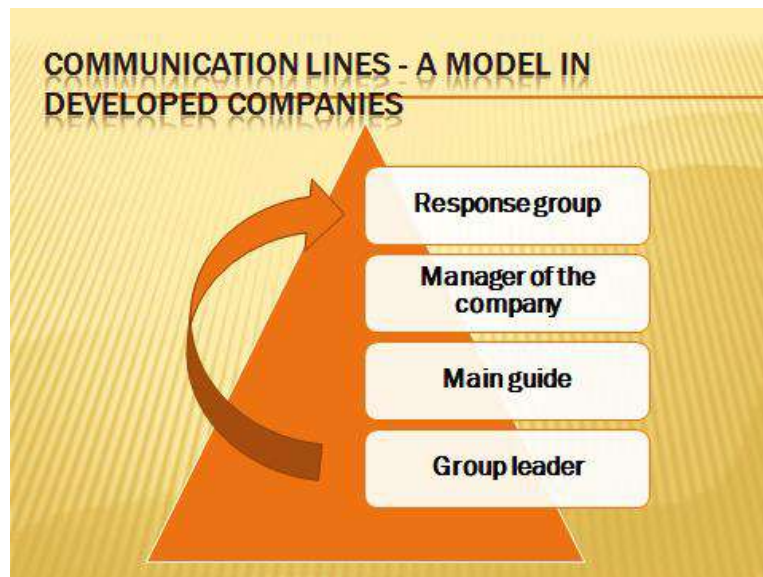 COMMUNICATION LINES - A MODEL IN
DEVELOPED COMPANIES
Response group
Manager of the
company
Main guide
Group leader